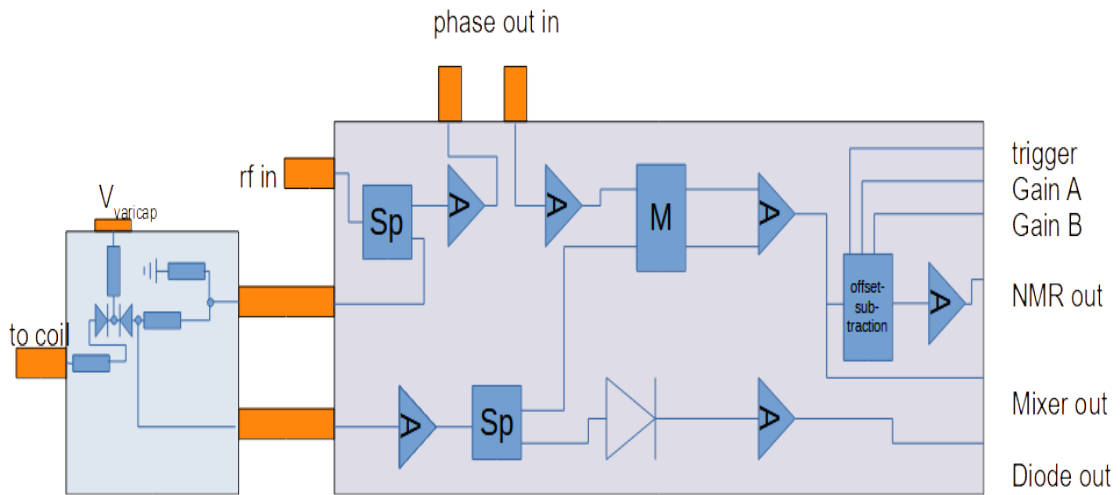 phase out in
rf in
V
varicap
to coil
Sp
A
A
M
A
trigger
Gain A
Gain B
offset-
sub-
traction
A
NMR out
A
Sp
A
Mixer out
Diode out